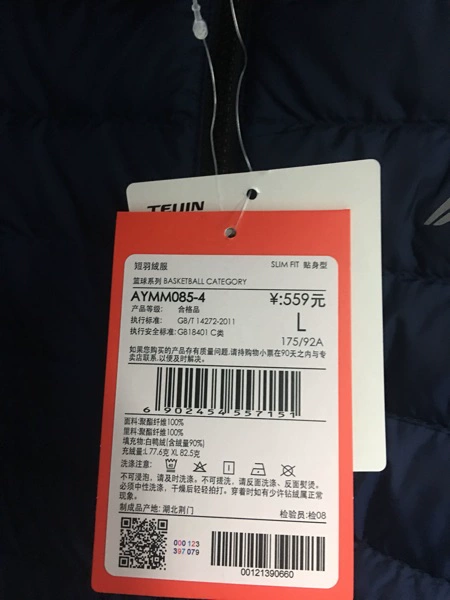 TEIJIN
短羽绒服
SLIM FIT 贴身型
篮球系列 BASKETBALL CATEGORY
AYMM085-4
¥:559元
产品等级: 合格品
L
执行标准: GB/T 14272-2011
执行安全标准:GB18401 C类
175/92A
如果您购买的产品存有质量问题,请持购物小票在90天之内与专
卖店联系,以便及时解决。
6 902454 557151
面料:聚酯纤维100%
里料:聚酯纤维100%
填充物:白鸭绒(含绒量90%)
充绒量:L 77.6克 XL 82.5克
洗涤注意:
不可浸泡，请及时洗涤。不可搓洗，请反面洗涤、反面熨烫。
必须中性洗涤，干燥后轻轻拍打。穿着时如有少许钻绒属正常
现象。
制成品产地: 湖北荆门
检验员:检08
000 123
397 079
00121390660